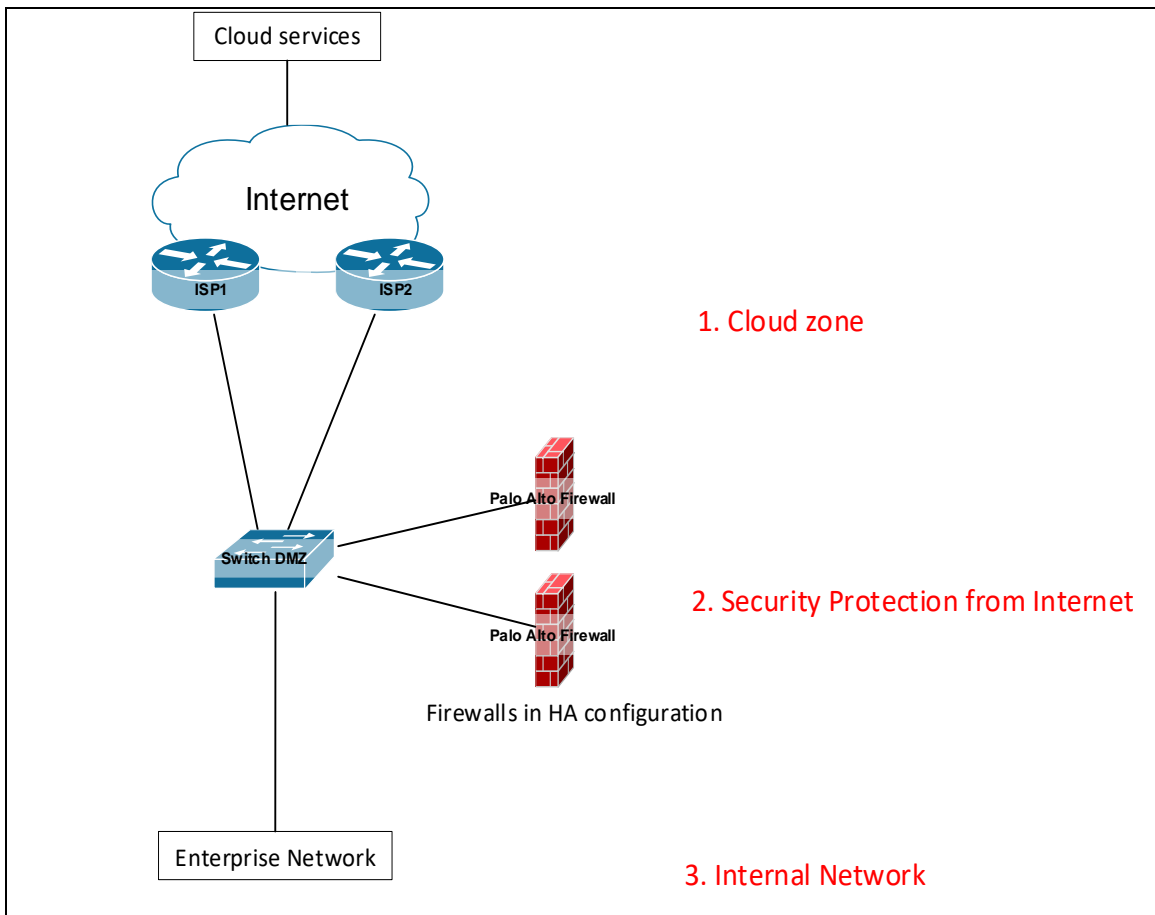 Cloud services
Internet
ISP1
ISP2
1. Cloud zone
Palo Alto Firewall
Switch DMZ
2. Security Protection from Internet
Palo Alto Firewall
Firewalls in HA configuration
Enterprise Network
3. Internal Network